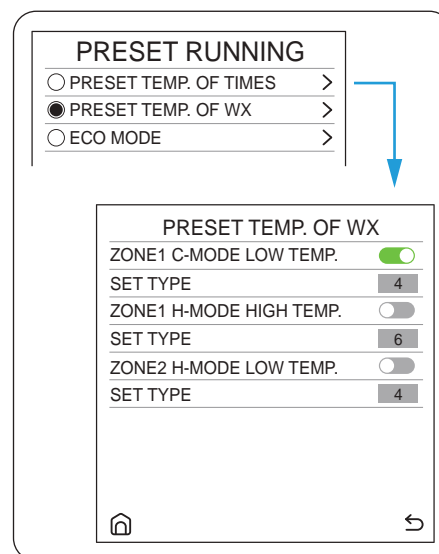 PRESET RUNNING
PRESET TEMP. OF TIMES
PRESET TEMP. OF WX
ECO MODE
PRESET TEMP. OF WX
ZONE1 C-MODE LOW TEMP.
SET TYPE 4
ZONE1 H-MODE HIGH TEMP.
SET TYPE 6
ZONE2 H-MODE LOW TEMP.
SET TYPE 4